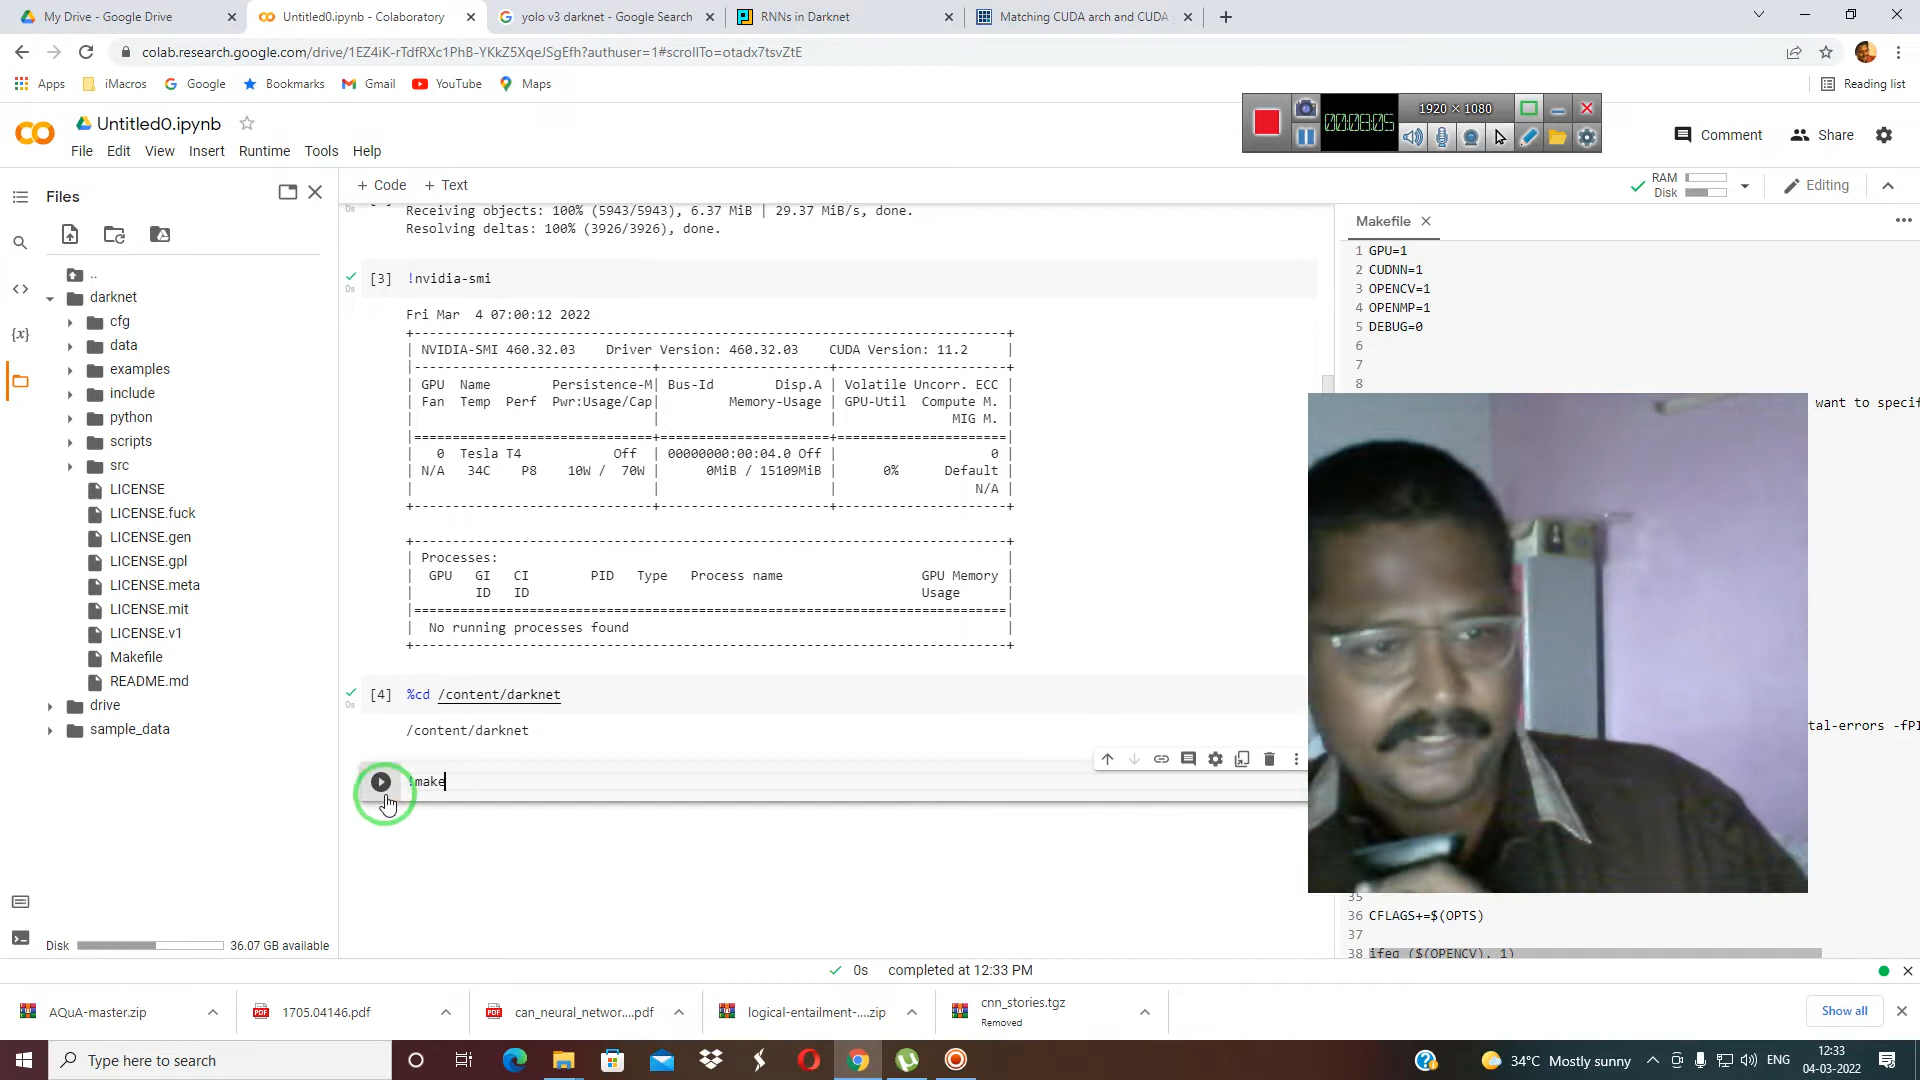 My Drive - Google Drive
Untitled0.ipynb - Colaboratory
yolo v3 darknet - Google Search
RNNs in Darknet
Matching CUDA arch and CUDA
colab.research.google.com/drive/1EZ4iK-rTdfRXc1PhB-YKkZ5XqeJSgEfh?authuser=1#scrollTo=otadx7tsvZtE
Apps
iMacros
Google
Bookmarks
Gmail
YouTube
Maps
Reading list
1920 × 1080
00:08:05
Untitled0.ipynb
File Edit View Insert Runtime Tools Help
Comment
Share
+ Code + Text
RAM
Disk
Editing
Files
..
darknet
cfg
data
examples
include
python
scripts
src
LICENSE
LICENSE.fuck
LICENSE.gen
LICENSE.gpl
LICENSE.meta
LICENSE.mit
LICENSE.v1
Makefile
README.md
drive
sample_data
Disk 36.07 GB available
0s
Receiving objects: 100% (5943/5943), 6.37 MiB | 29.37 MiB/s, done.
Resolving deltas: 100% (3926/3926), done.
[3] !nvidia-smi
0s
Fri Mar 4 07:00:12 2022
NVIDIA-SMI 460.32.03 Driver Version: 460.32.03 CUDA Version: 11.2
GPU Name Persistence-M| Bus-Id Disp.A | Volatile Uncorr. ECC
Fan Temp Perf Pwr:Usage/Cap| Memory-Usage | GPU-Util Compute M.
MIG M.
0 Tesla T4 Off | 00000000:00:04.0 Off | 0
N/A 34C P8 10W / 70W | 0MiB / 15109MiB | 0% Default
N/A
Processes:
GPU GI CI PID Type Process name GPU Memory
ID ID Usage
No running processes found
[4] %cd /content/darknet
0s
/content/darknet
!make
Makefile
1 GPU=1
2 CUDNN=1
3 OPENCV=1
4 OPENMP=1
5 DEBUG=0
6
7
8
want to specif
tal-errors -fPI
35
36 CFLAGS+=$(OPTS)
37
38 ifeq ($(OPENCV), 1)
0s completed at 12:33 PM
AQuA-master.zip
1705.04146.pdf
can_neural_networ....pdf
logical-entailment-....zip
cnn_stories.tgz
Removed
Show all
Type here to search
34°C Mostly sunny
ENG
12:33
04-03-2022